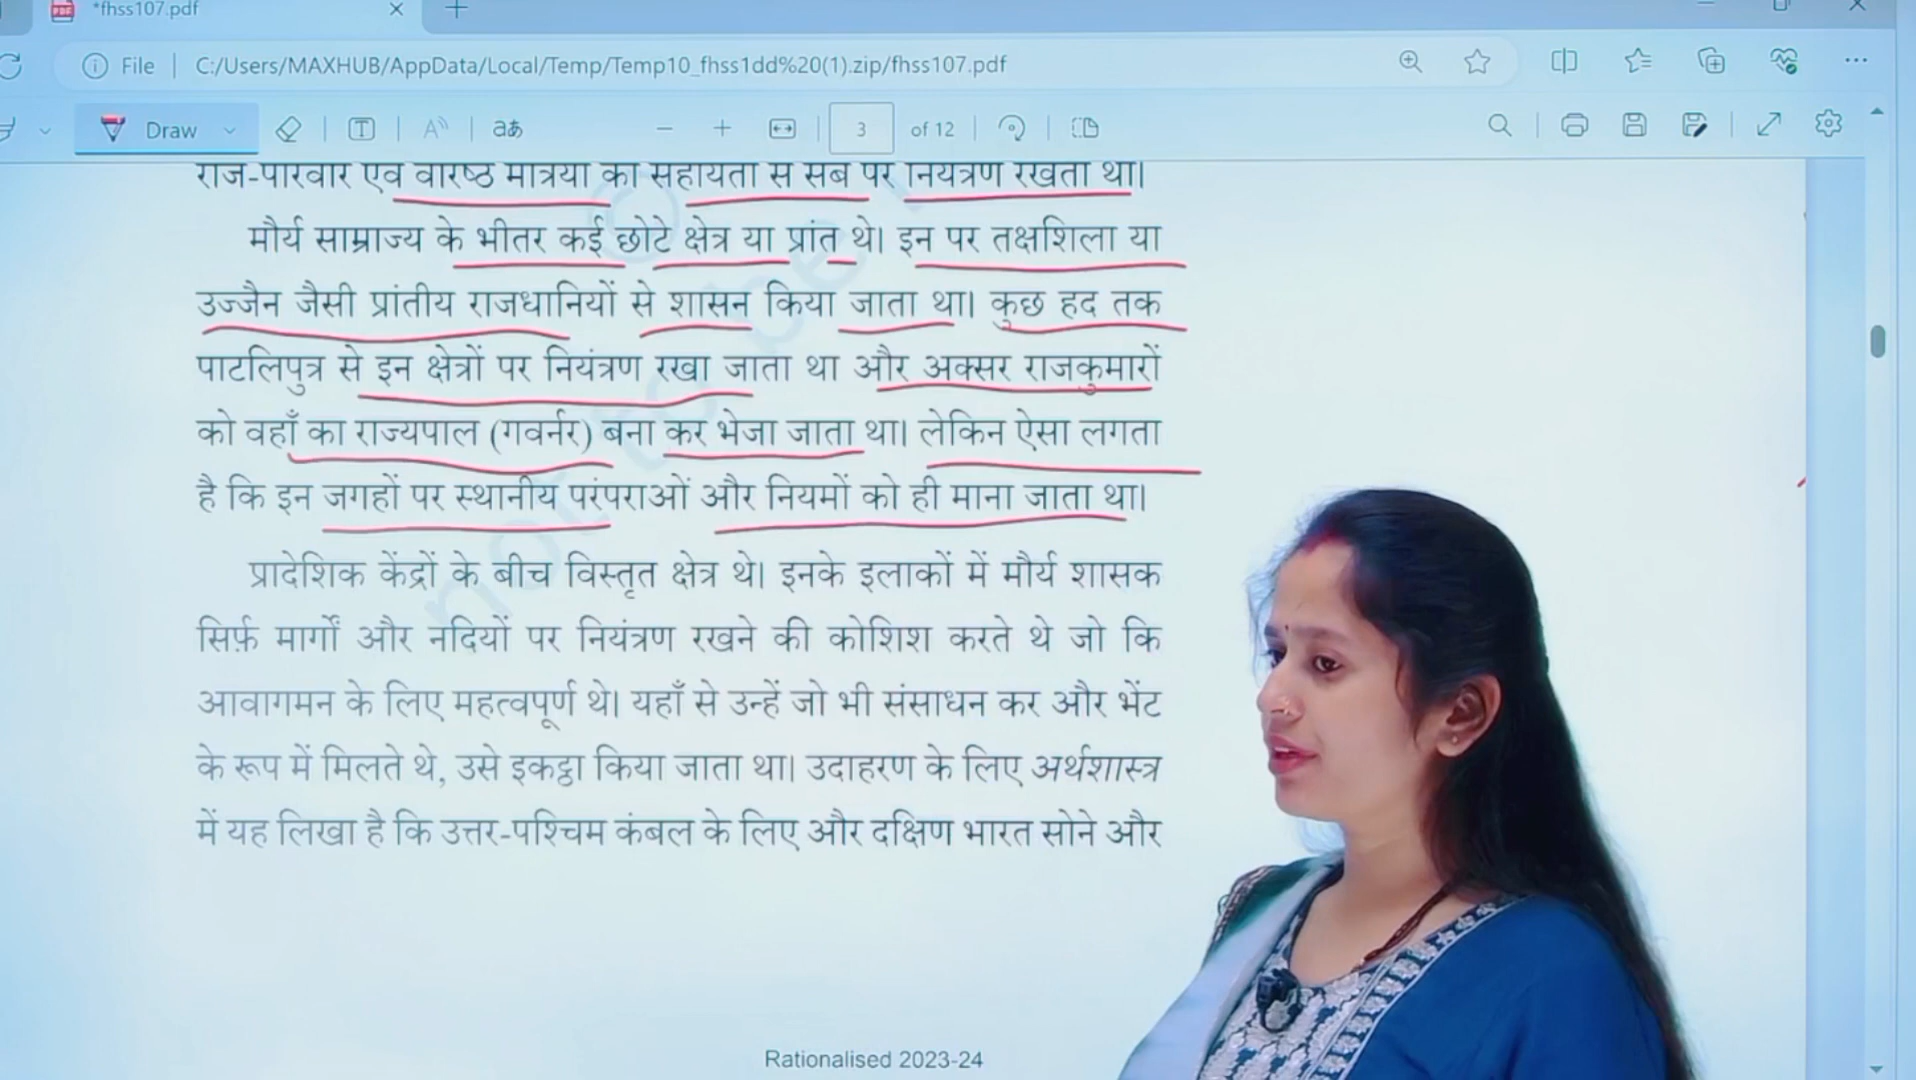 *fhss107.pdf
File
C:/Users/MAXHUB/AppData/Local/Temp/Temp10_fhss1dd%20(1).zip/fhss107.pdf
Draw
aあ
3 of 12
राज-परिवार एवं वरिष्ठ मंत्रियों की सहायता से सब पर नियंत्रण रखता था।
मौर्य साम्राज्य के भीतर कई छोटे क्षेत्र या प्रांत थे। इन पर तक्षशिला या
उज्जैन जैसी प्रांतीय राजधानियों से शासन किया जाता था। कुछ हद तक
पाटलिपुत्र से इन क्षेत्रों पर नियंत्रण रखा जाता था और अक्सर राजकुमारों
को वहाँ का राज्यपाल (गवर्नर) बना कर भेजा जाता था। लेकिन ऐसा लगता
है कि इन जगहों पर स्थानीय परंपराओं और नियमों को ही माना जाता था।
प्रादेशिक केंद्रों के बीच विस्तृत क्षेत्र थे। इनके इलाकों में मौर्य शासक
सिर्फ़ मार्गों और नदियों पर नियंत्रण रखने की कोशिश करते थे जो कि
आवागमन के लिए महत्वपूर्ण थे। यहाँ से उन्हें जो भी संसाधन कर और भेंट
के रूप में मिलते थे, उसे इकट्ठा किया जाता था। उदाहरण के लिए अर्थशास्त्र
में यह लिखा है कि उत्तर-पश्चिम कंबल के लिए और दक्षिण भारत सोने और
Rationalised 2023-24